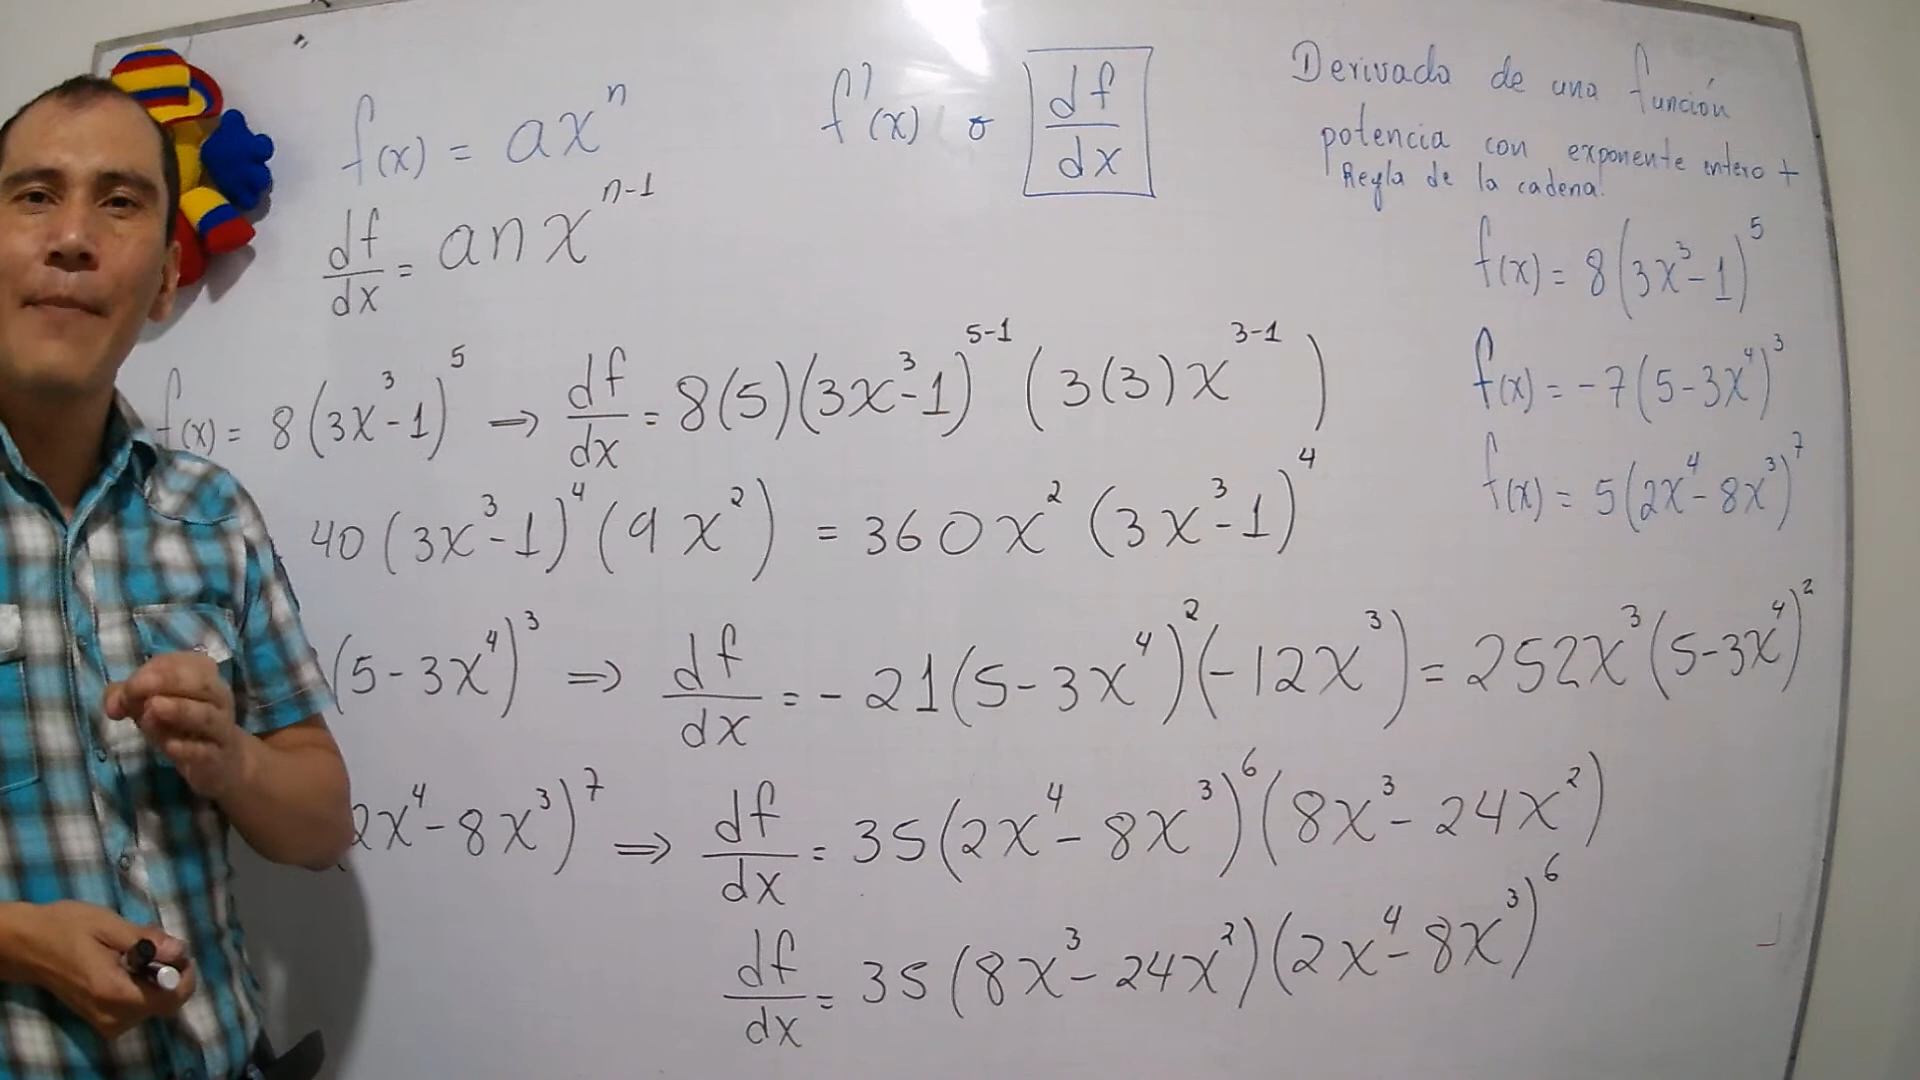 f(x) = ax^n
f'(x) o df/dx
Derivada de una función
potencia con exponente entero +
Regla de la cadena.
df/dx = anx^(n-1)
f(x) = 8(3x^3-1)^5
f(x) = -7(5-3x^4)^3
f(x) = 5(2x^4-8x^3)^7
f(x) = 8(3x^3-1)^5 ⇒ df/dx = 8(5)(3x^3-1)^(5-1) (3(3)x^(3-1))
40(3x^3-1)^4 (9x^2) = 360x^2 (3x^3-1)^4
(5-3x^4)^3 ⇒ df/dx = -21(5-3x^4)^2(-12x^3) = 252x^3(5-3x^4)^2
2x^4-8x^3)^7 ⇒ df/dx = 35(2x^4-8x^3)^6(8x^3-24x^2)
df/dx = 35(8x^3-24x^2)(2x^4-8x^3)^6